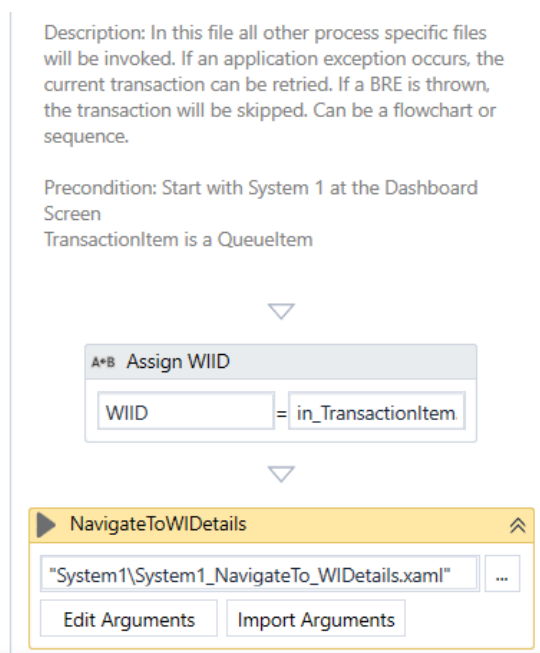 Description: In this file all other process specific files
will be invoked. If an application exception occurs, the
current transaction can be retried. If a BRE is thrown,
the transaction will be skipped. Can be a flowchart or
sequence.
Precondition: Start with System 1 at the Dashboard
Screen
TransactionItem is a QueueItem
A+B Assign WIID
WIID = in_TransactionItem.
NavigateToWIDetails
"System1\System1_NavigateTo_WIDetails.xaml" ...
Edit Arguments Import Arguments